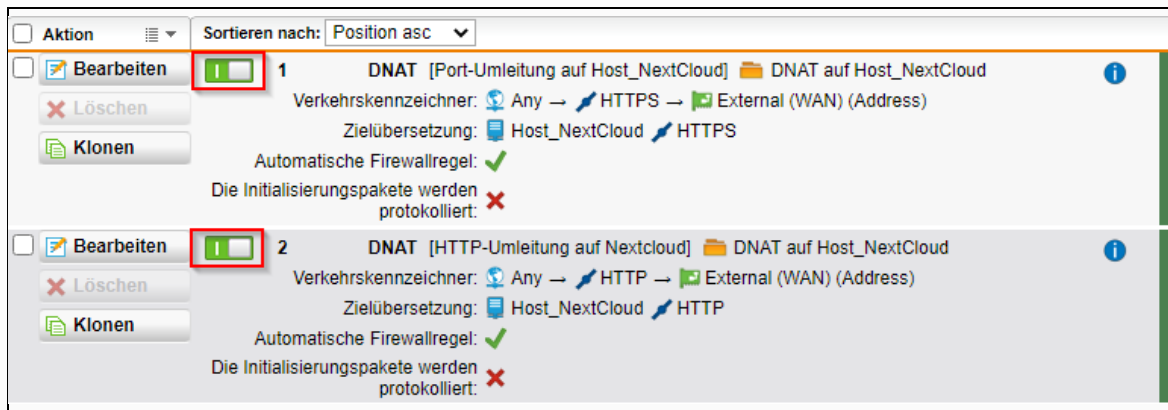 Aktion Sortieren nach: Position asc
Bearbeiten 1 DNAT [Port-Umleitung auf Host_NextCloud] DNAT auf Host_NextCloud
Löschen Verkehrskennzeichner: Any → HTTPS → External (WAN) (Address)
Zielübersetzung: Host_NextCloud HTTPS
Klonen
Automatische Firewallregel:
Die Initialisierungspakete werden
protokolliert:
Bearbeiten 2 DNAT [HTTP-Umleitung auf Nextcloud] DNAT auf Host_NextCloud
Löschen Verkehrskennzeichner: Any → HTTP → External (WAN) (Address)
Zielübersetzung: Host_NextCloud HTTP
Klonen
Automatische Firewallregel:
Die Initialisierungspakete werden
protokolliert: